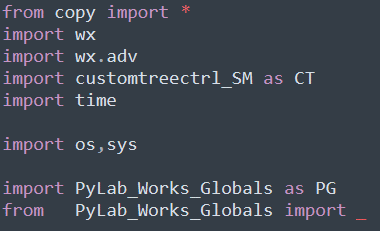 from copy import *
import wx
import wx.adv
import customtreectrl_SM as CT
import time
import os,sys
import PyLab_Works_Globals as PG
from   PyLab_Works_Globals import _